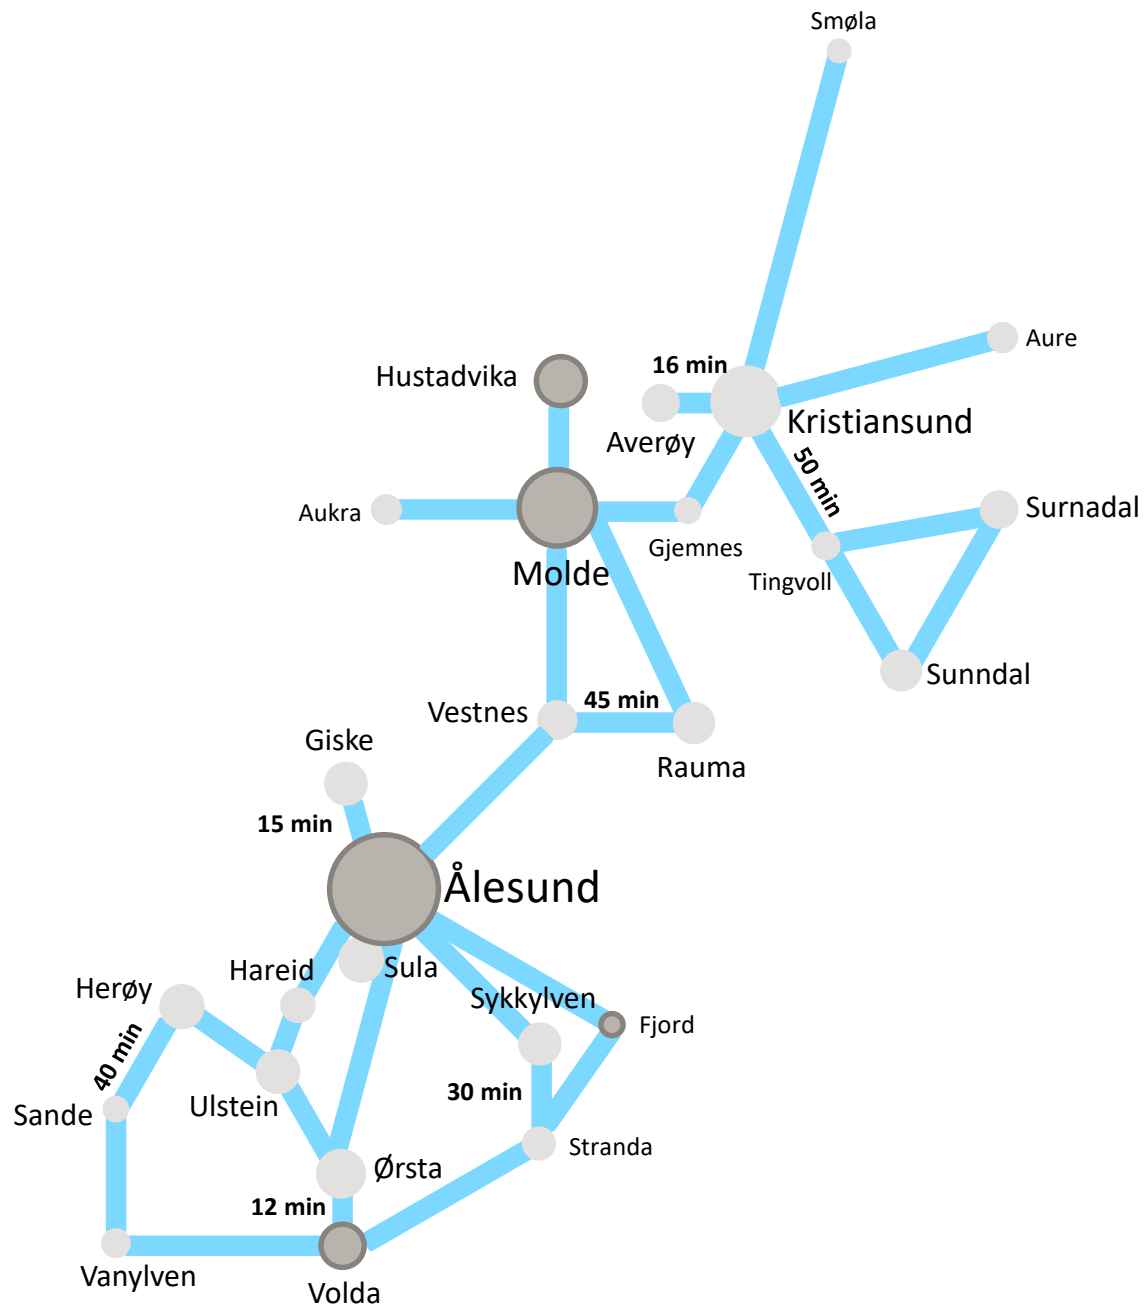 Smøla
Aure
16 min
Hustadvika
Kristiansund
Averøy
50 min
Surnadal
Aukra
Gjemnes
Molde
Tingvoll
Sunndal
45 min
Vestnes
Giske
Rauma
15 min
Ålesund
Hareid
Sula
Herøy
Sykkylven
Fjord
40 min
30 min
Ulstein
Sande
Stranda
Ørsta
12 min
Vanylven
Volda